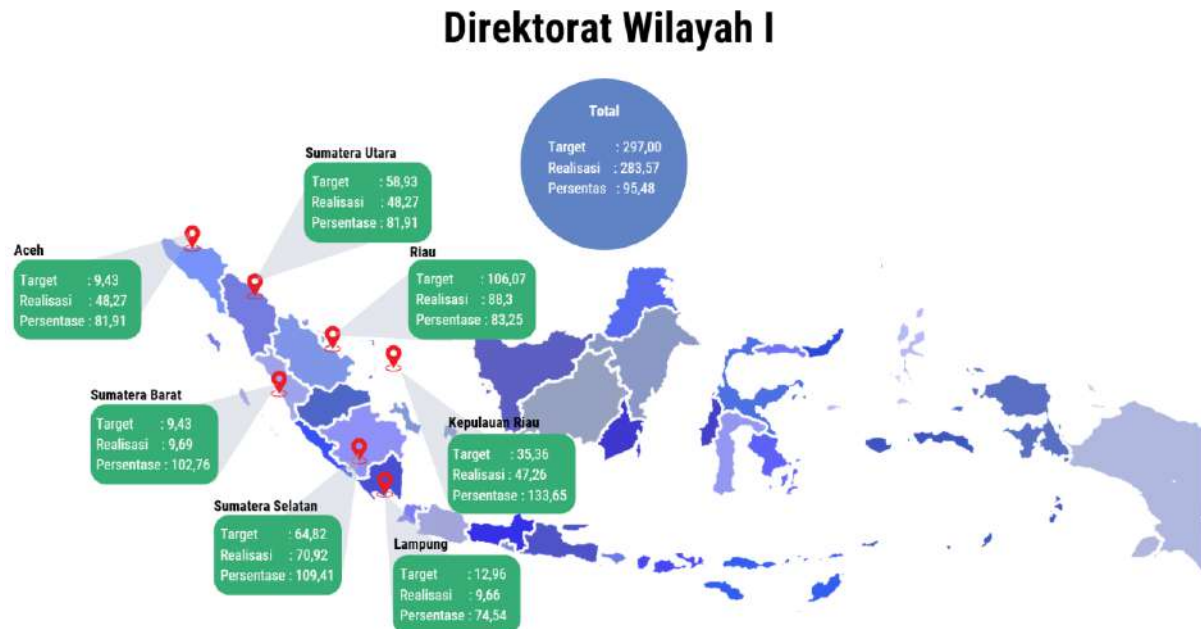 Direktorat Wilayah I
Total
Target : 297,00
Realisasi : 283,57
Persentas : 95,48
Sumatera Utara
Target : 58,93
Realisasi : 48,27
Persentase : 81,91
Aceh
Target : 9,43
Realisasi : 48,27
Persentase : 81,91
Riau
Target : 106,07
Realisasi : 88,3
Persentase : 83,25
Sumatera Barat
Target : 9,43
Realisasi : 9,69
Persentase : 102,76
Kepulauan Riau
Target : 35,36
Realisasi : 47,26
Persentase : 133,65
Sumatera Selatan
Target : 64,82
Realisasi : 70,92
Persentase : 109,41
Lampung
Target : 12,96
Realisasi : 9,66
Persentase : 74,54